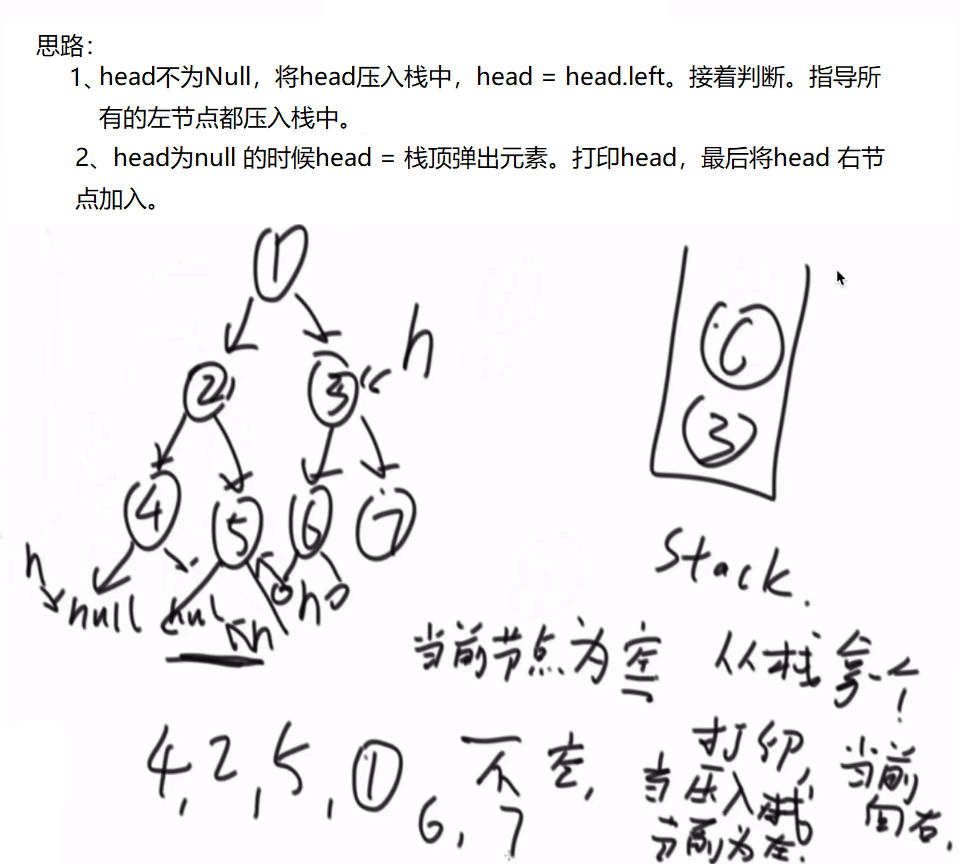 思路：
1、head不为Null，将head压入栈中，head = head.left。接着判断。指导所
有的左节点都压入栈中。
2、head为null 的时候head = 栈顶弹出元素。打印head，最后将head 右节
点加入。
1
h
2 3
4 5 6 7
h
null nul h h
6
3
Stack.
当前节点为空 从栈拿一个!
4, 2, 5, 1
6, 7
不空,
打印, 当前向右,
当 压入栈
节 前为左.